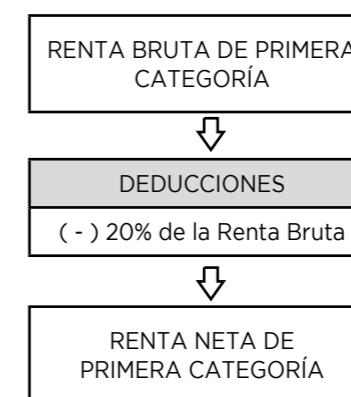 RENTA BRUTA DE PRIMERA
CATEGORÍA
DEDUCCIONES
( - ) 20% de la Renta Bruta
RENTA NETA DE
PRIMERA CATEGORÍA